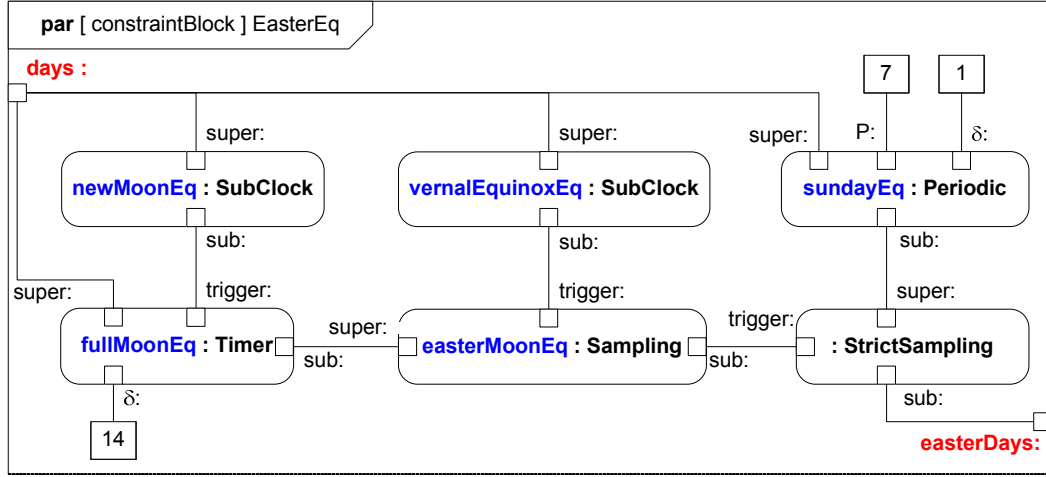 par [ constraintBlock ] EasterEq
days :
7 1
super: super: super: P: δ:
newMoonEq : SubClock vernalEquinoxEq : SubClock sundayEq : Periodic
sub: sub: sub:
super: trigger: trigger: super:
super: trigger:
fullMoonEq : Timer easterMoonEq : Sampling : StrictSampling
sub: sub:
δ: sub:
14
easterDays: